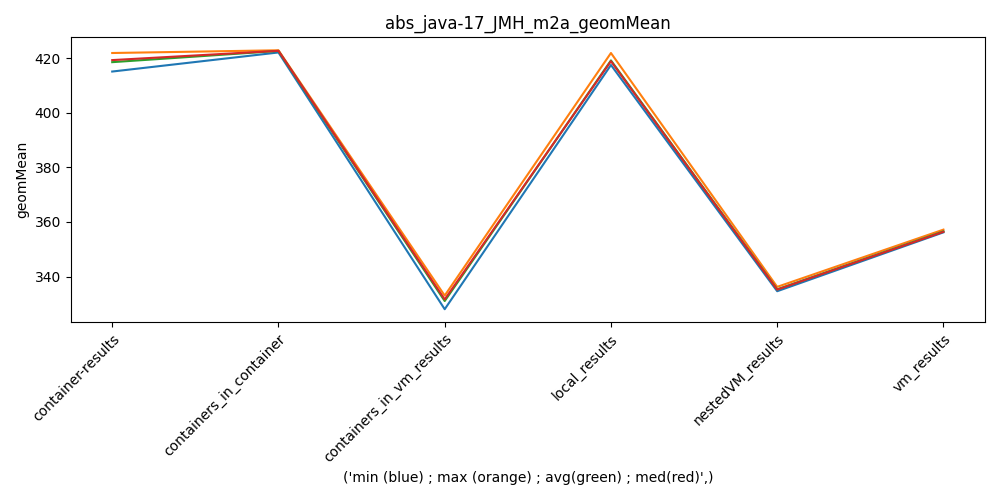 abs_java-17_JMH_m2a_geomMean
geomMean
420
400
380
360
340
container-results
containers_in_container
containers_in_vm_results
local_results
nestedVM_results
vm_results
('min (blue) ; max (orange) ; avg(green) ; med(red)',)